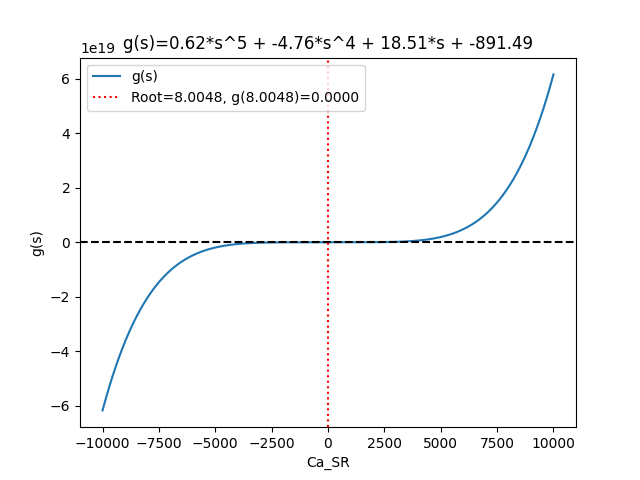 g(s)=0.62*s^5 + -4.76*s^4 + 18.51*s + -891.49
1e19
g(s)
Root=8.0048, g(8.0048)=0.0000
6
4
2
0
−2
−4
−6
g(s)
−10000 −7500 −5000 −2500 0 2500 5000 7500 10000
Ca_SR